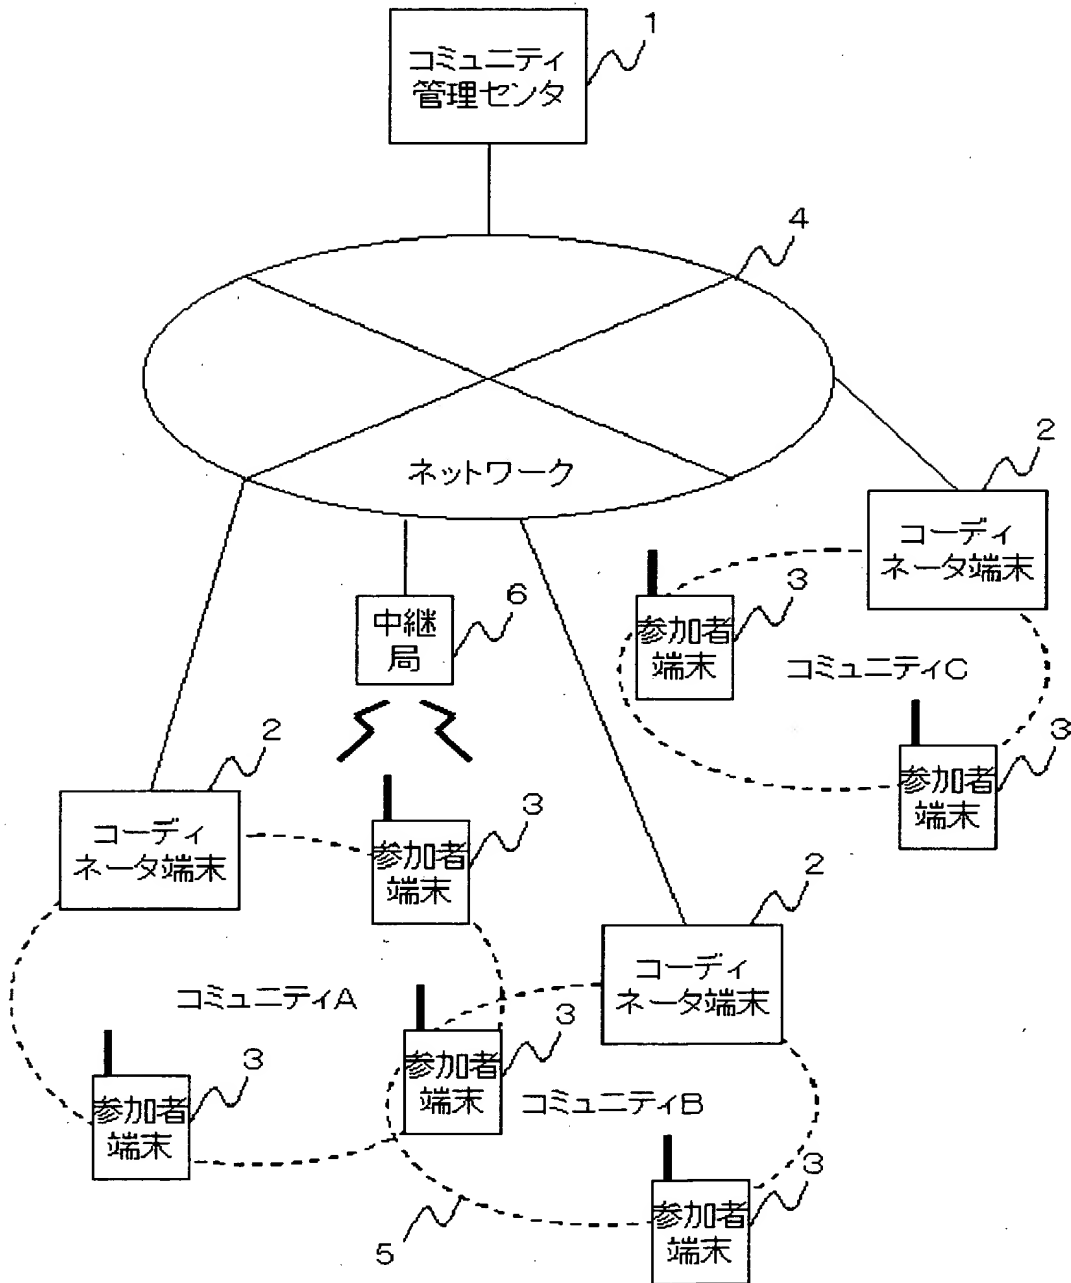 1
コミュニティ
管理センタ
4
ネットワーク
2
コーディ
ネータ端末
6
中継
局
3
参加者
端末
コミュニティC
3
参加者
端末
2
コーディ
ネータ端末
3
参加者
端末
2
コーディ
ネータ端末
コミュニティA
3
参加者
端末
3
参加者
端末
コミュニティB
3
参加者
端末
5